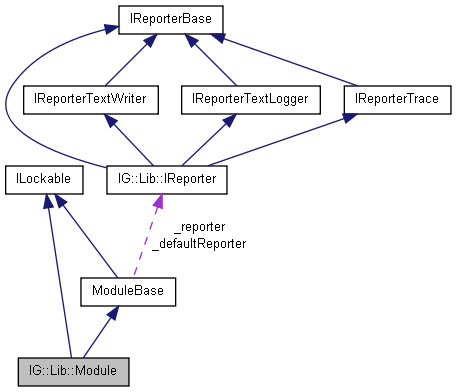 IReporterBase
IReporterTextWriter
IReporterTextLogger
IReporterTrace
ILockable
IG::Lib::IReporter
_reporter
_defaultReporter
ModuleBase
IG::Lib::Module